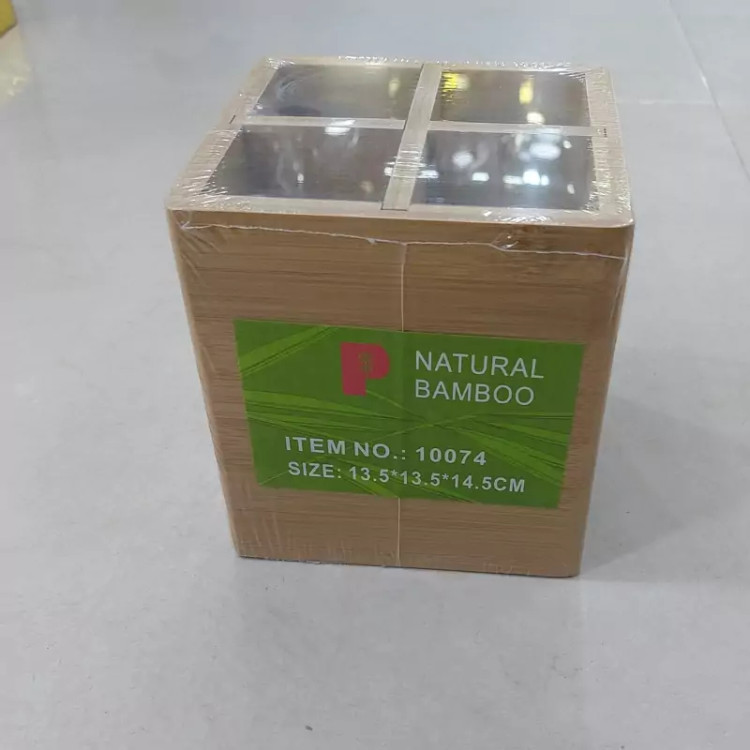 P NATURAL
BAMBOO
ITEM NO.: 10074
SIZE: 13.5*13.5*14.5CM